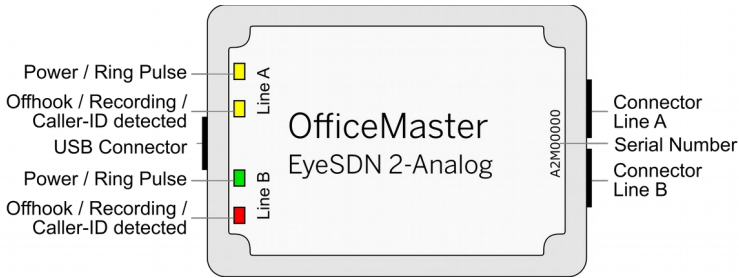 Power / Ring Pulse
Offhook / Recording /
Caller-ID detected
USB Connector
Power / Ring Pulse
Offhook / Recording /
Caller-ID detected
Line A
Line B
OfficeMaster
EyeSDN 2-Analog
A2M00000
Connector
Line A
Serial Number
Connector
Line B